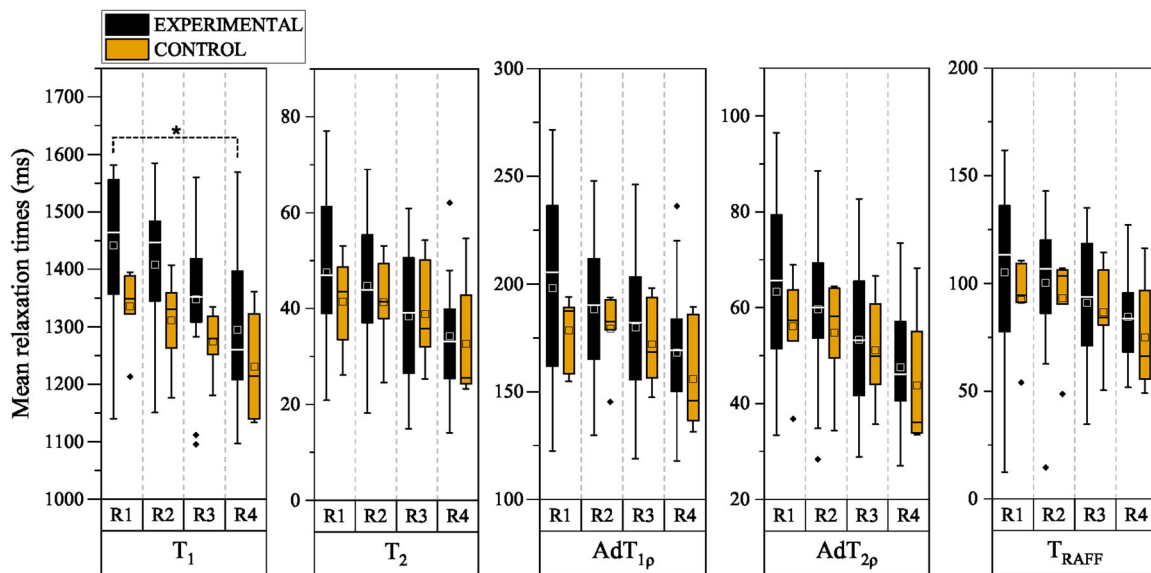 EXPERIMENTAL
CONTROL
Mean relaxation times (ms)
1700
1600
1500
1400
1300
1200
1100
1000
*
R1 R2 R3 R4
T₁
80
60
40
20
0
R1 R2 R3 R4
T₂
300
250
200
150
100
R1 R2 R3 R4
AdT₁ρ
100
80
60
40
20
R1 R2 R3 R4
AdT₂ρ
200
150
100
50
0
R1 R2 R3 R4
T_RAFF